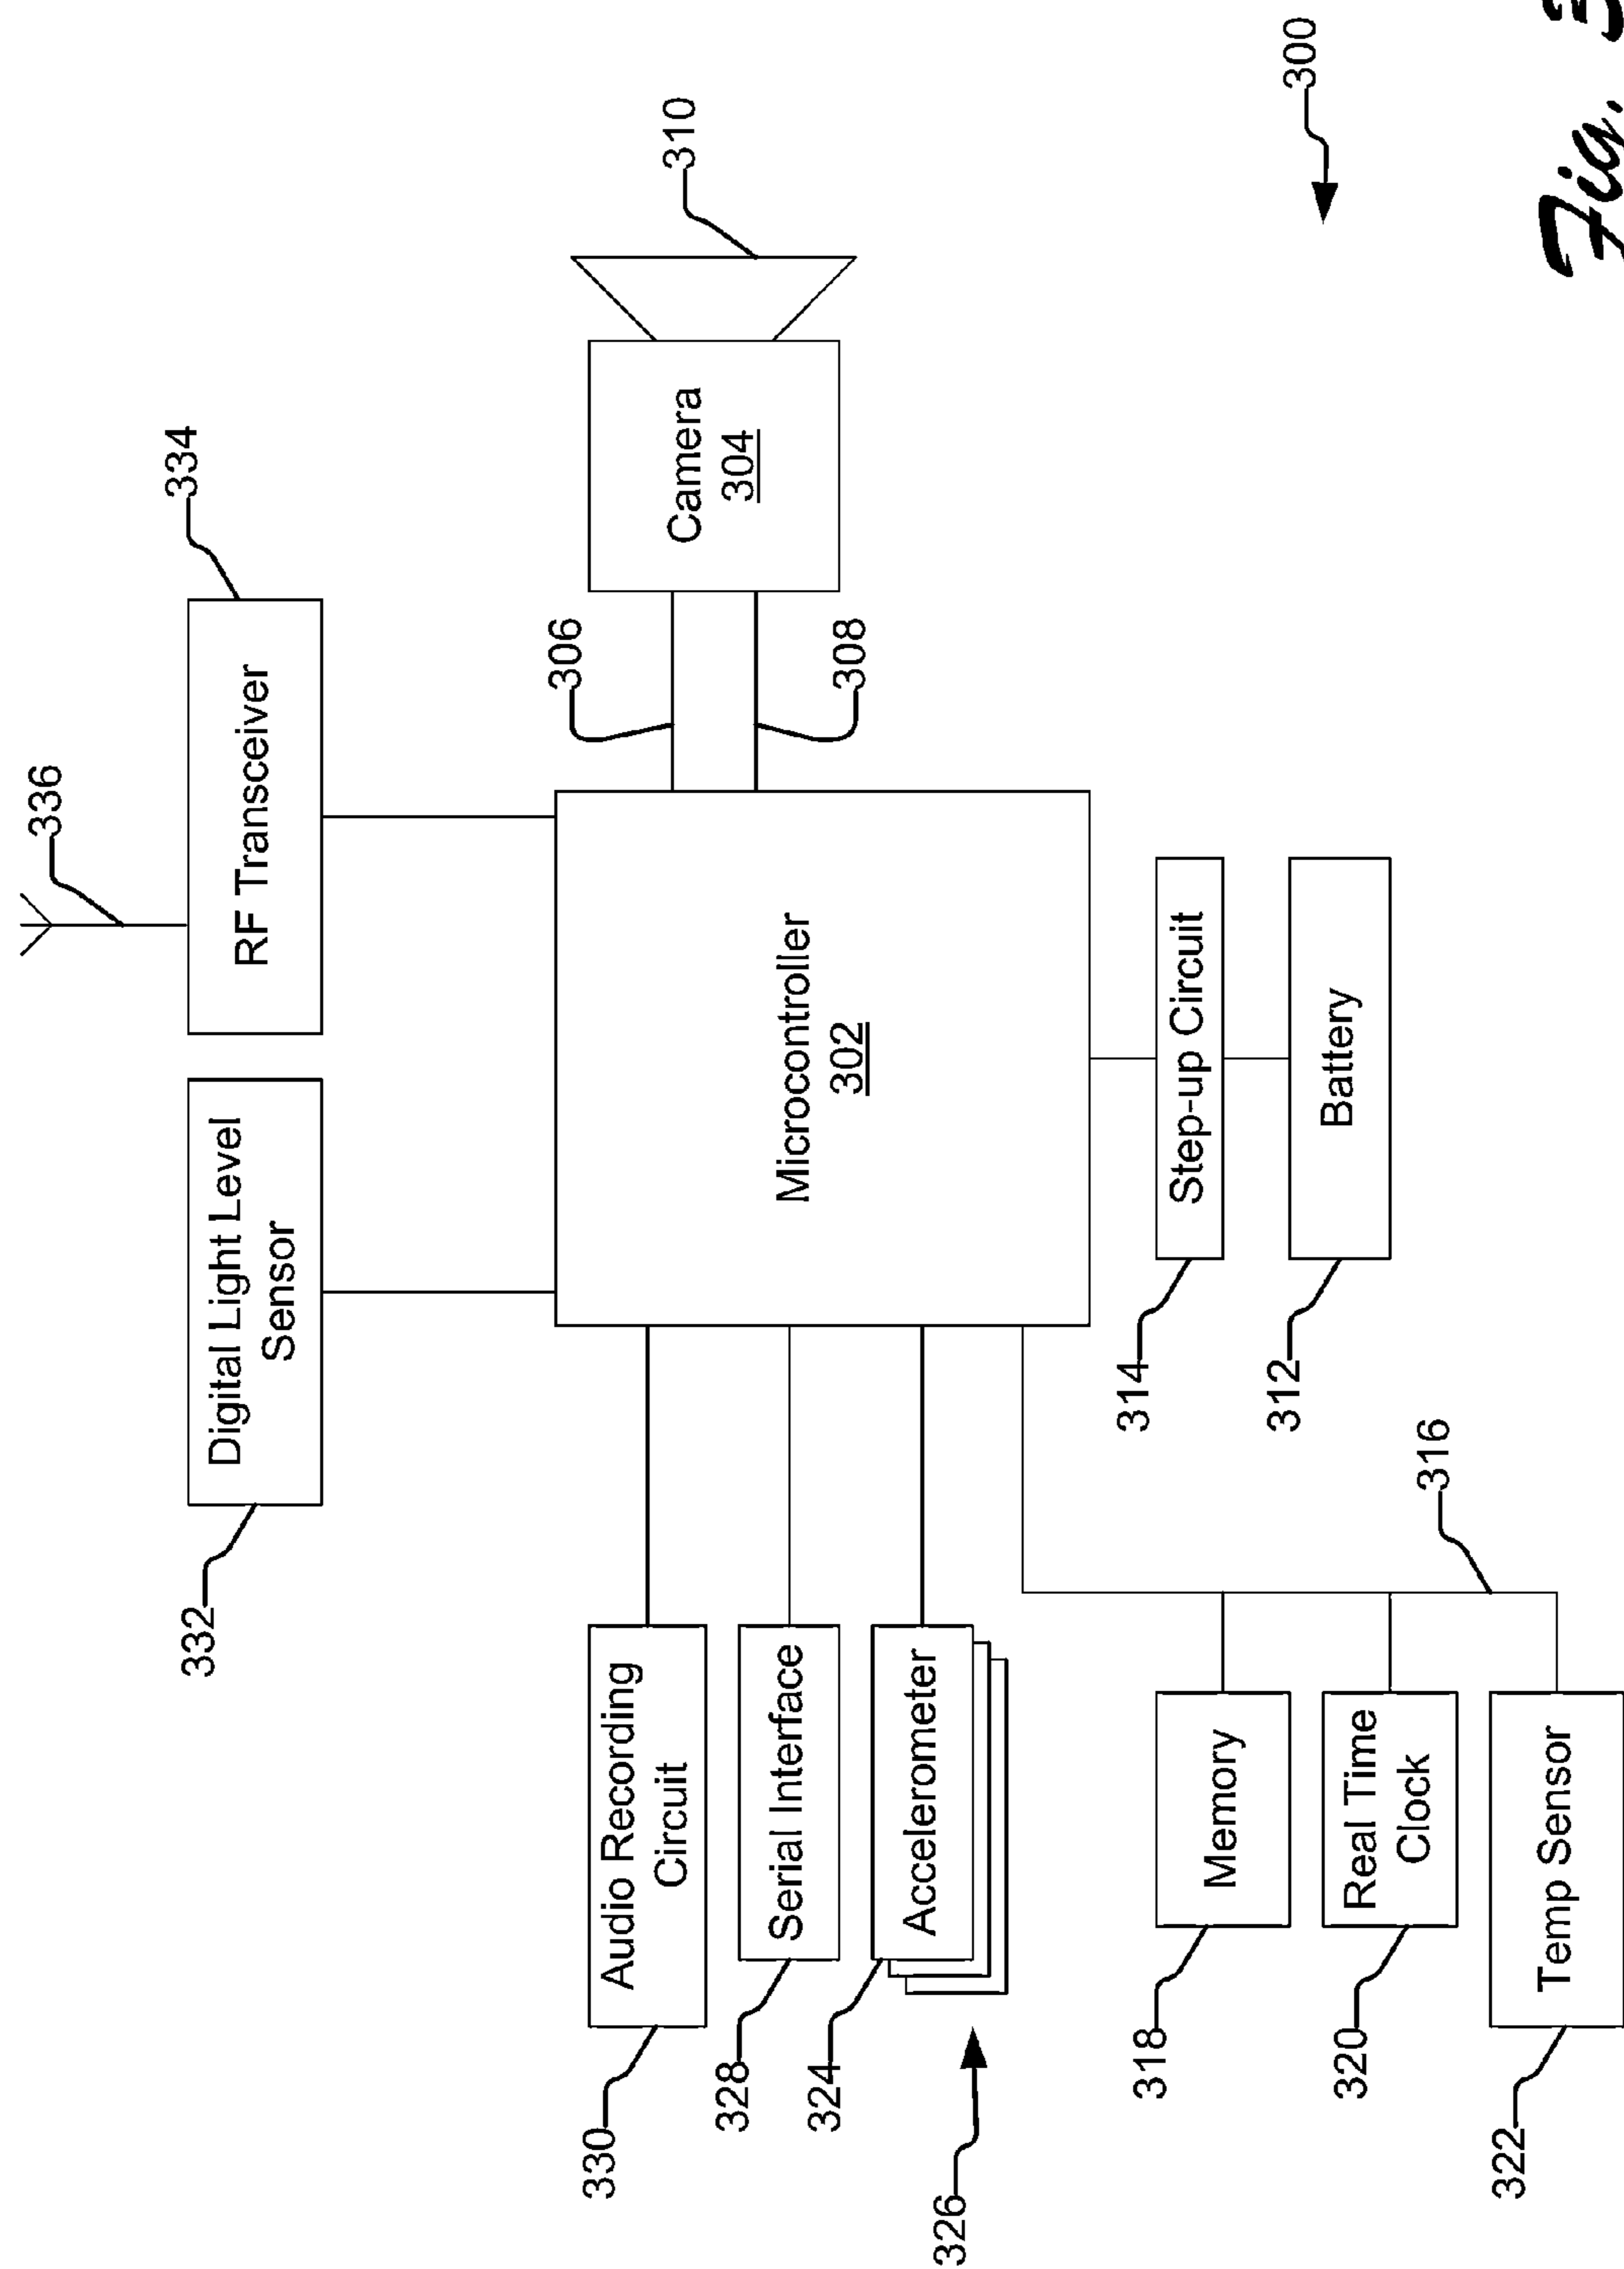 336
334
RF Transceiver
332
Digital Light Level
Sensor
330
Audio Recording
Circuit
306
Camera
304
310
328
Serial Interface
Microcontroller
302
308
324
Accelerometer
326
314
Step-up Circuit
318
Memory
312
Battery
300
320
Real Time
Clock
316
322
Temp Sensor
Fig. 3